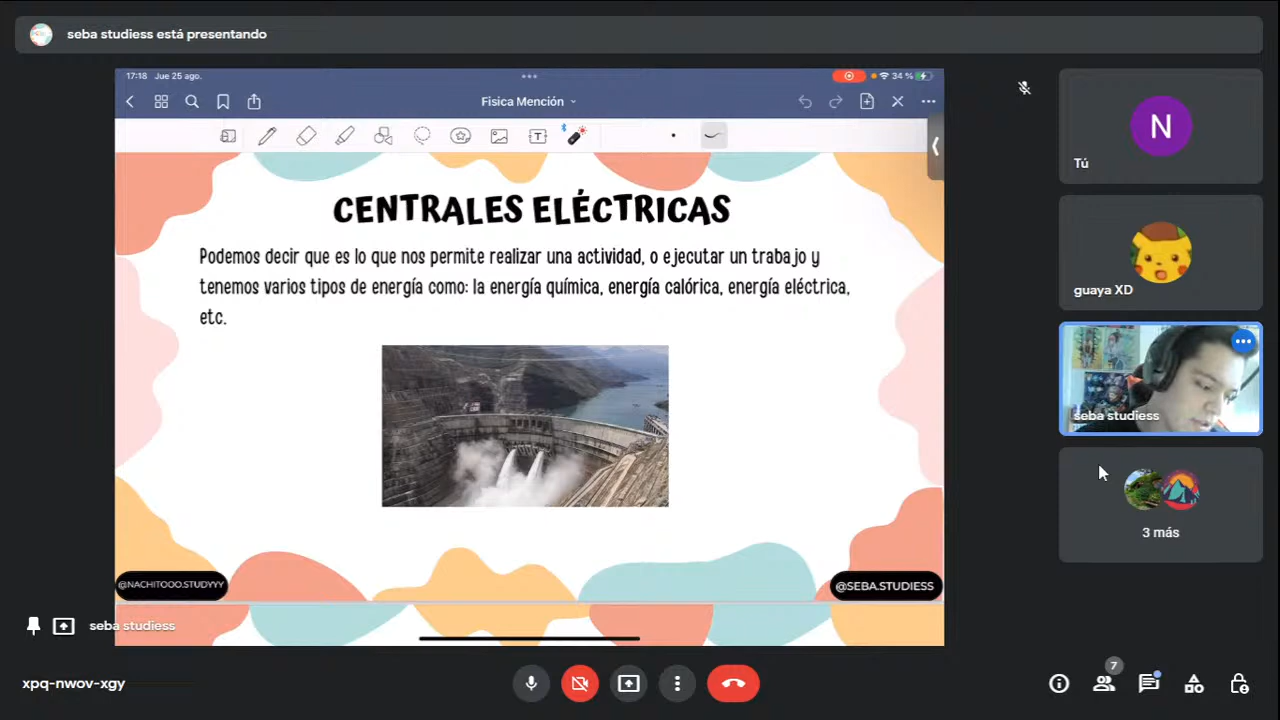 seba studiess está presentando
17:18 Jue 25 ago.
34 %
Fisica Mención
T
CENTRALES ELÉCTRICAS
Podemos decir que es lo que nos permite realizar una actividad, o ejecutar un trabajo y
tenemos varios tipos de energía como: la energía química, energía calórica, energía eléctrica,
etc.
@NACHITOOO.STUDYYY
@SEBA.STUDIESS
seba studiess
N
Tú
guaya XD
seba studiess
3 más
xpq-nwov-xgy
7